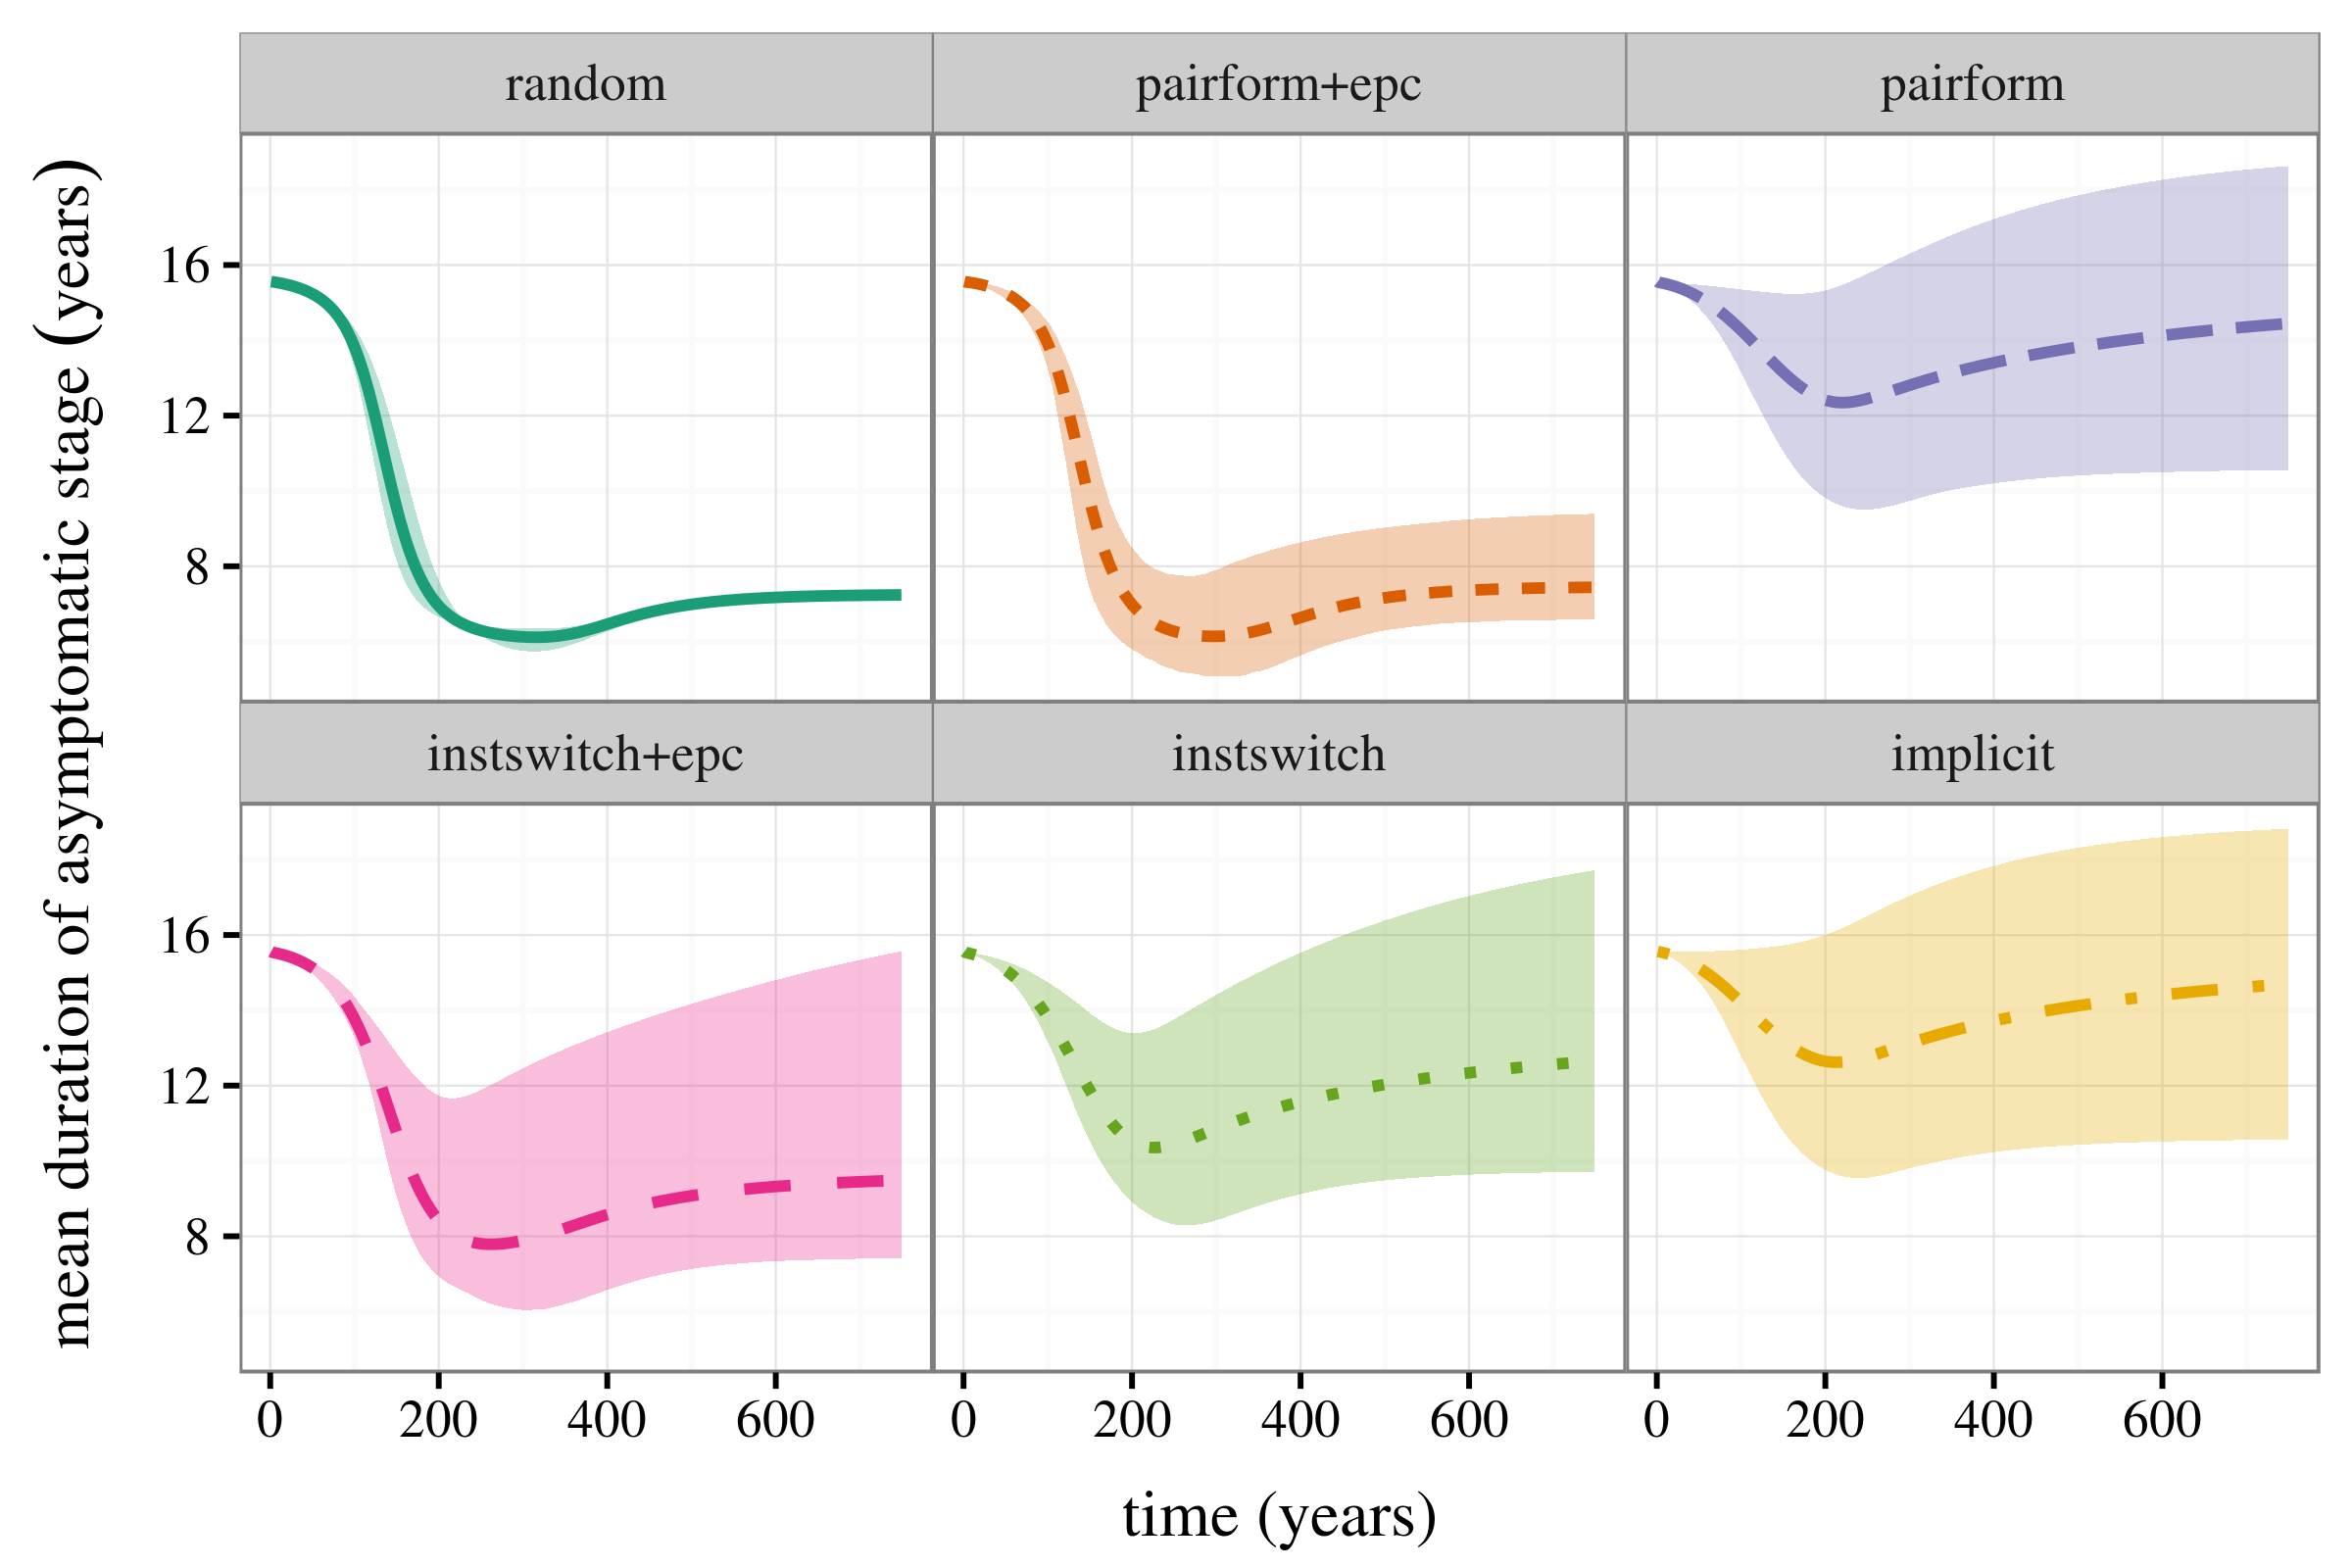 random pairform+epc pairform
16
12
8
instswitch+epc instswitch implicit
16
12
8
0 200 400 600 0 200 400 600 0 200 400 600
time (years)
mean duration of asymptomatic stage (years)